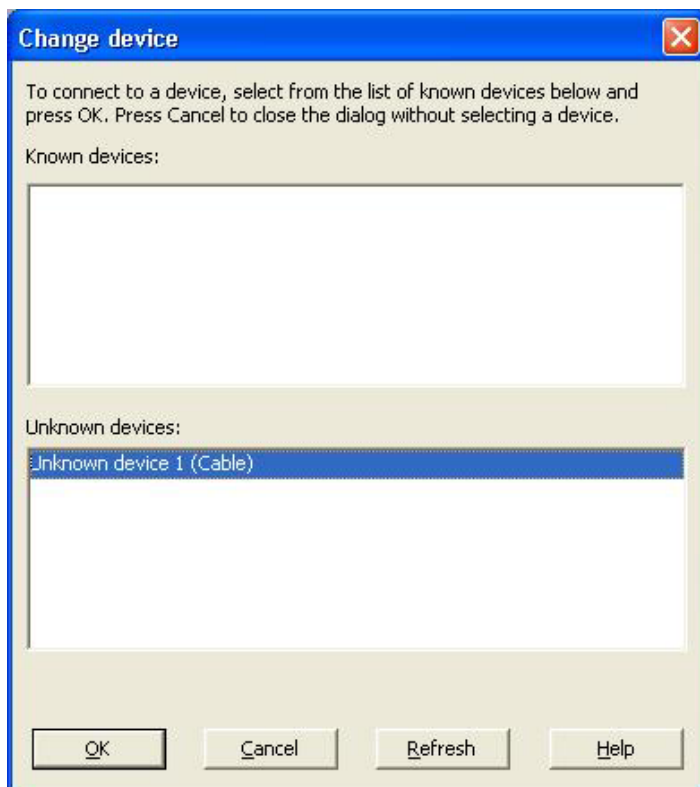 Change device
To connect to a device, select from the list of known devices below and
press OK. Press Cancel to close the dialog without selecting a device.
Known devices:
Unknown devices:
Unknown device 1 (Cable)
OK Cancel Refresh Help